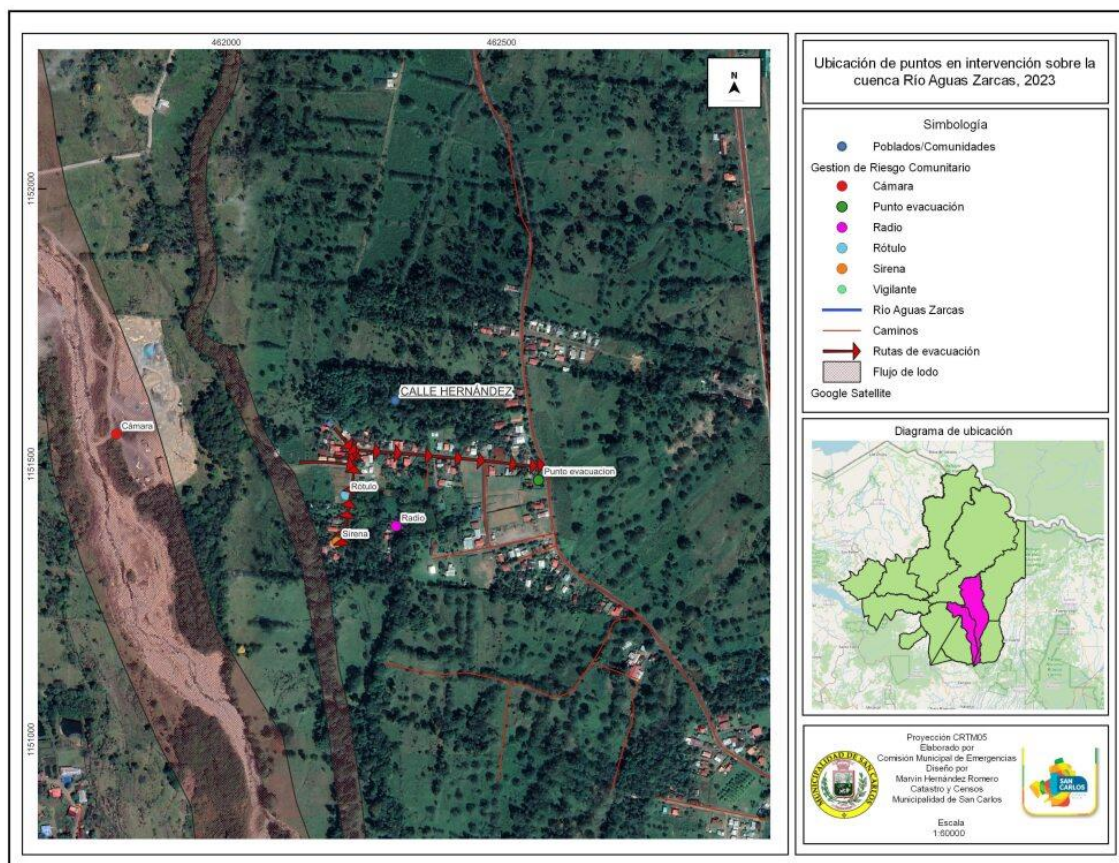 462000
462500
1152000
1151500
1151000
N
CALLE HERNÁNDEZ
Cámara
Punto evacuacion
Rótulo
Radio
Sirena
Ubicación de puntos en intervención sobre la
cuenca Río Aguas Zarcas, 2023
Simbología
Poblados/Comunidades
Gestion de Riesgo Comunitario
Cámara
Punto evacuación
Radio
Rótulo
Sirena
Vigilante
Río Aguas Zarcas
Caminos
Rutas de evacuación
Flujo de lodo
Google Satellite
Diagrama de ubicación
Proyección CRTM05
Elaborado por
Comisión Municipal de Emergencias
Diseño por
Marvin Hernández Romero
Catastro y Censos
Municipalidad de San Carlos
Escala
1:60000
MUNICIPALIDAD DE SAN CARLOS
SAN
CARLOS